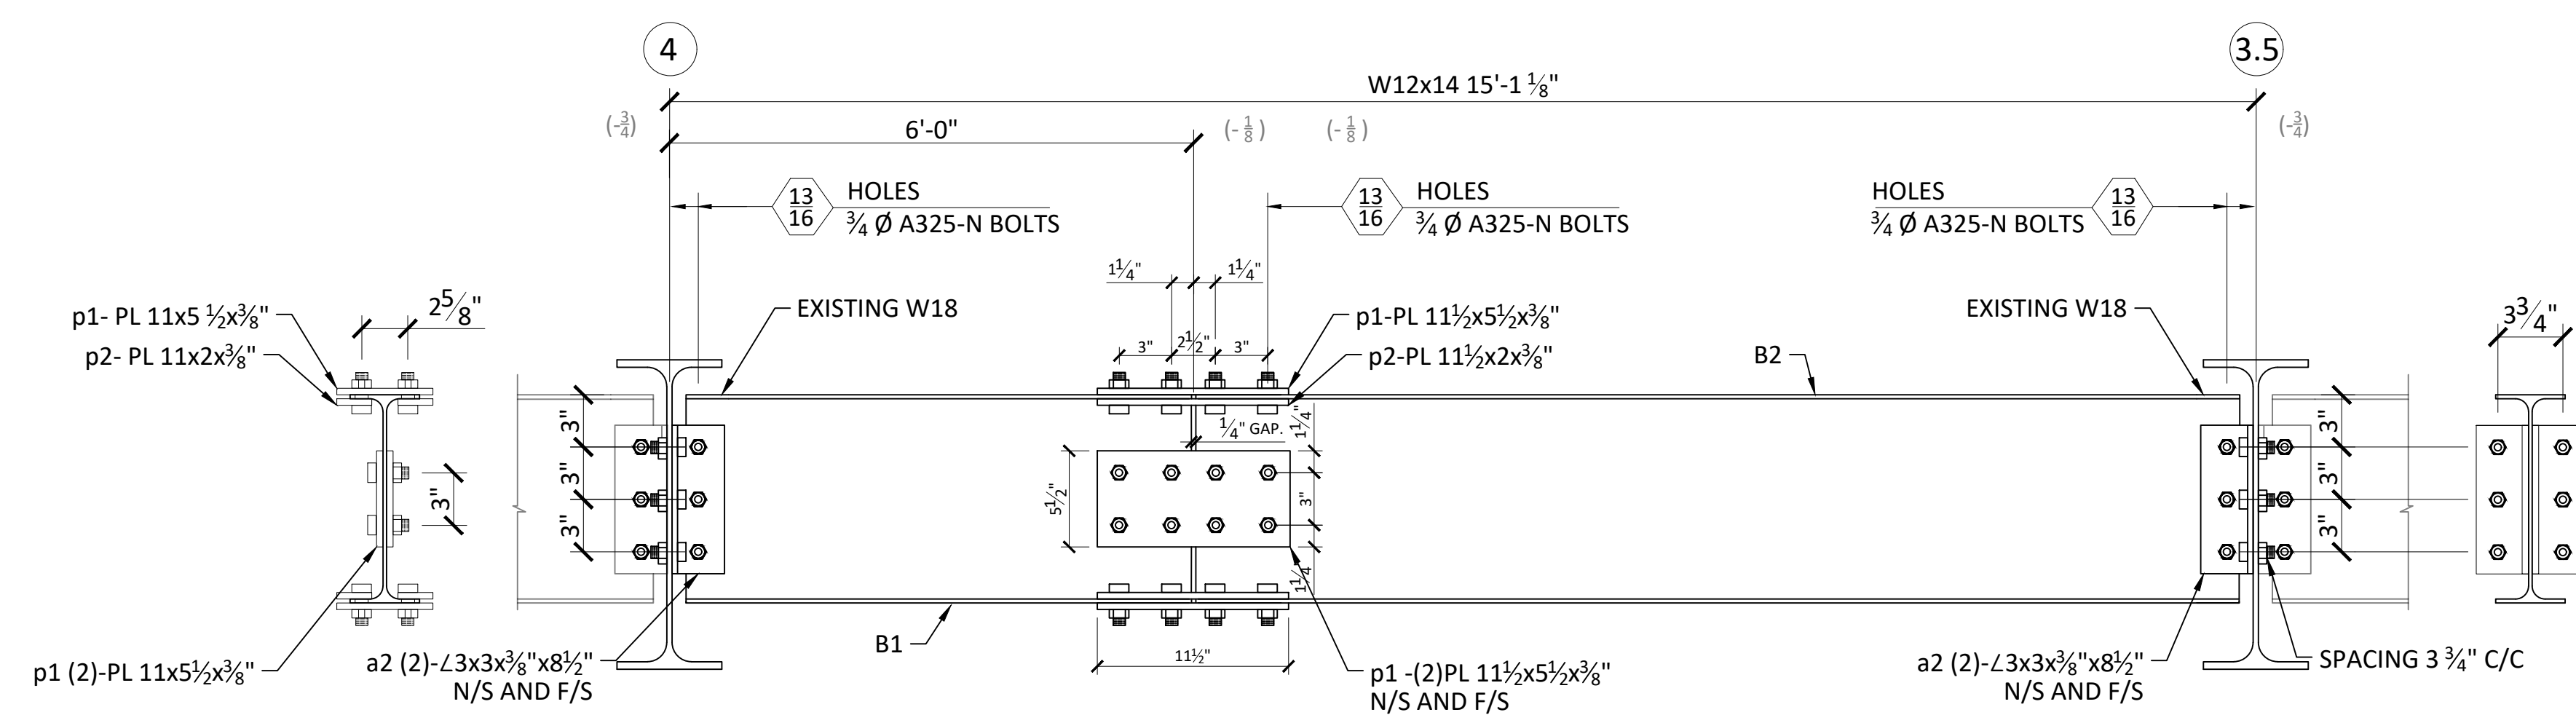 4
3.5
W12x14 15'-1 ⅛"
(-¾)
6'-0"
(-⅛)
(-⅛)
(-¾)
13/16
HOLES
¾ Ø A325-N BOLTS
13/16
HOLES
¾ Ø A325-N BOLTS
HOLES
¾ Ø A325-N BOLTS
13/16
1¼"
1¼"
p1- PL 11x5 ½x⅜"
p2- PL 11x2x⅜"
2⅝"
EXISTING W18
p1-PL 11½x5½x⅜"
p2-PL 11½x2x⅜"
3"
2½"
3"
B2
EXISTING W18
3¾"
3"
3"
3"
3"
¼" GAP.
1¼"
5½"
3"
1¼
3"
3"
3"
B1
11½"
p1 (2)-PL 11x5½x⅜"
a2 (2)-∠3x3x⅜"x8½"
N/S AND F/S
p1 -(2)PL 11½x5½x⅜"
N/S AND F/S
a2 (2)-∠3x3x⅜"x8½"
N/S AND F/S
SPACING 3 ¾" C/C